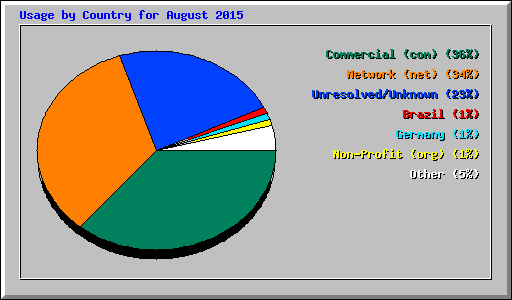 Usage by Country for August 2015
Commercial (com) (36%)
Network (net) (34%)
Unresolved/Unknown (23%)
Brazil (1%)
Germany (1%)
Non-Profit (org) (1%)
Other (5%)